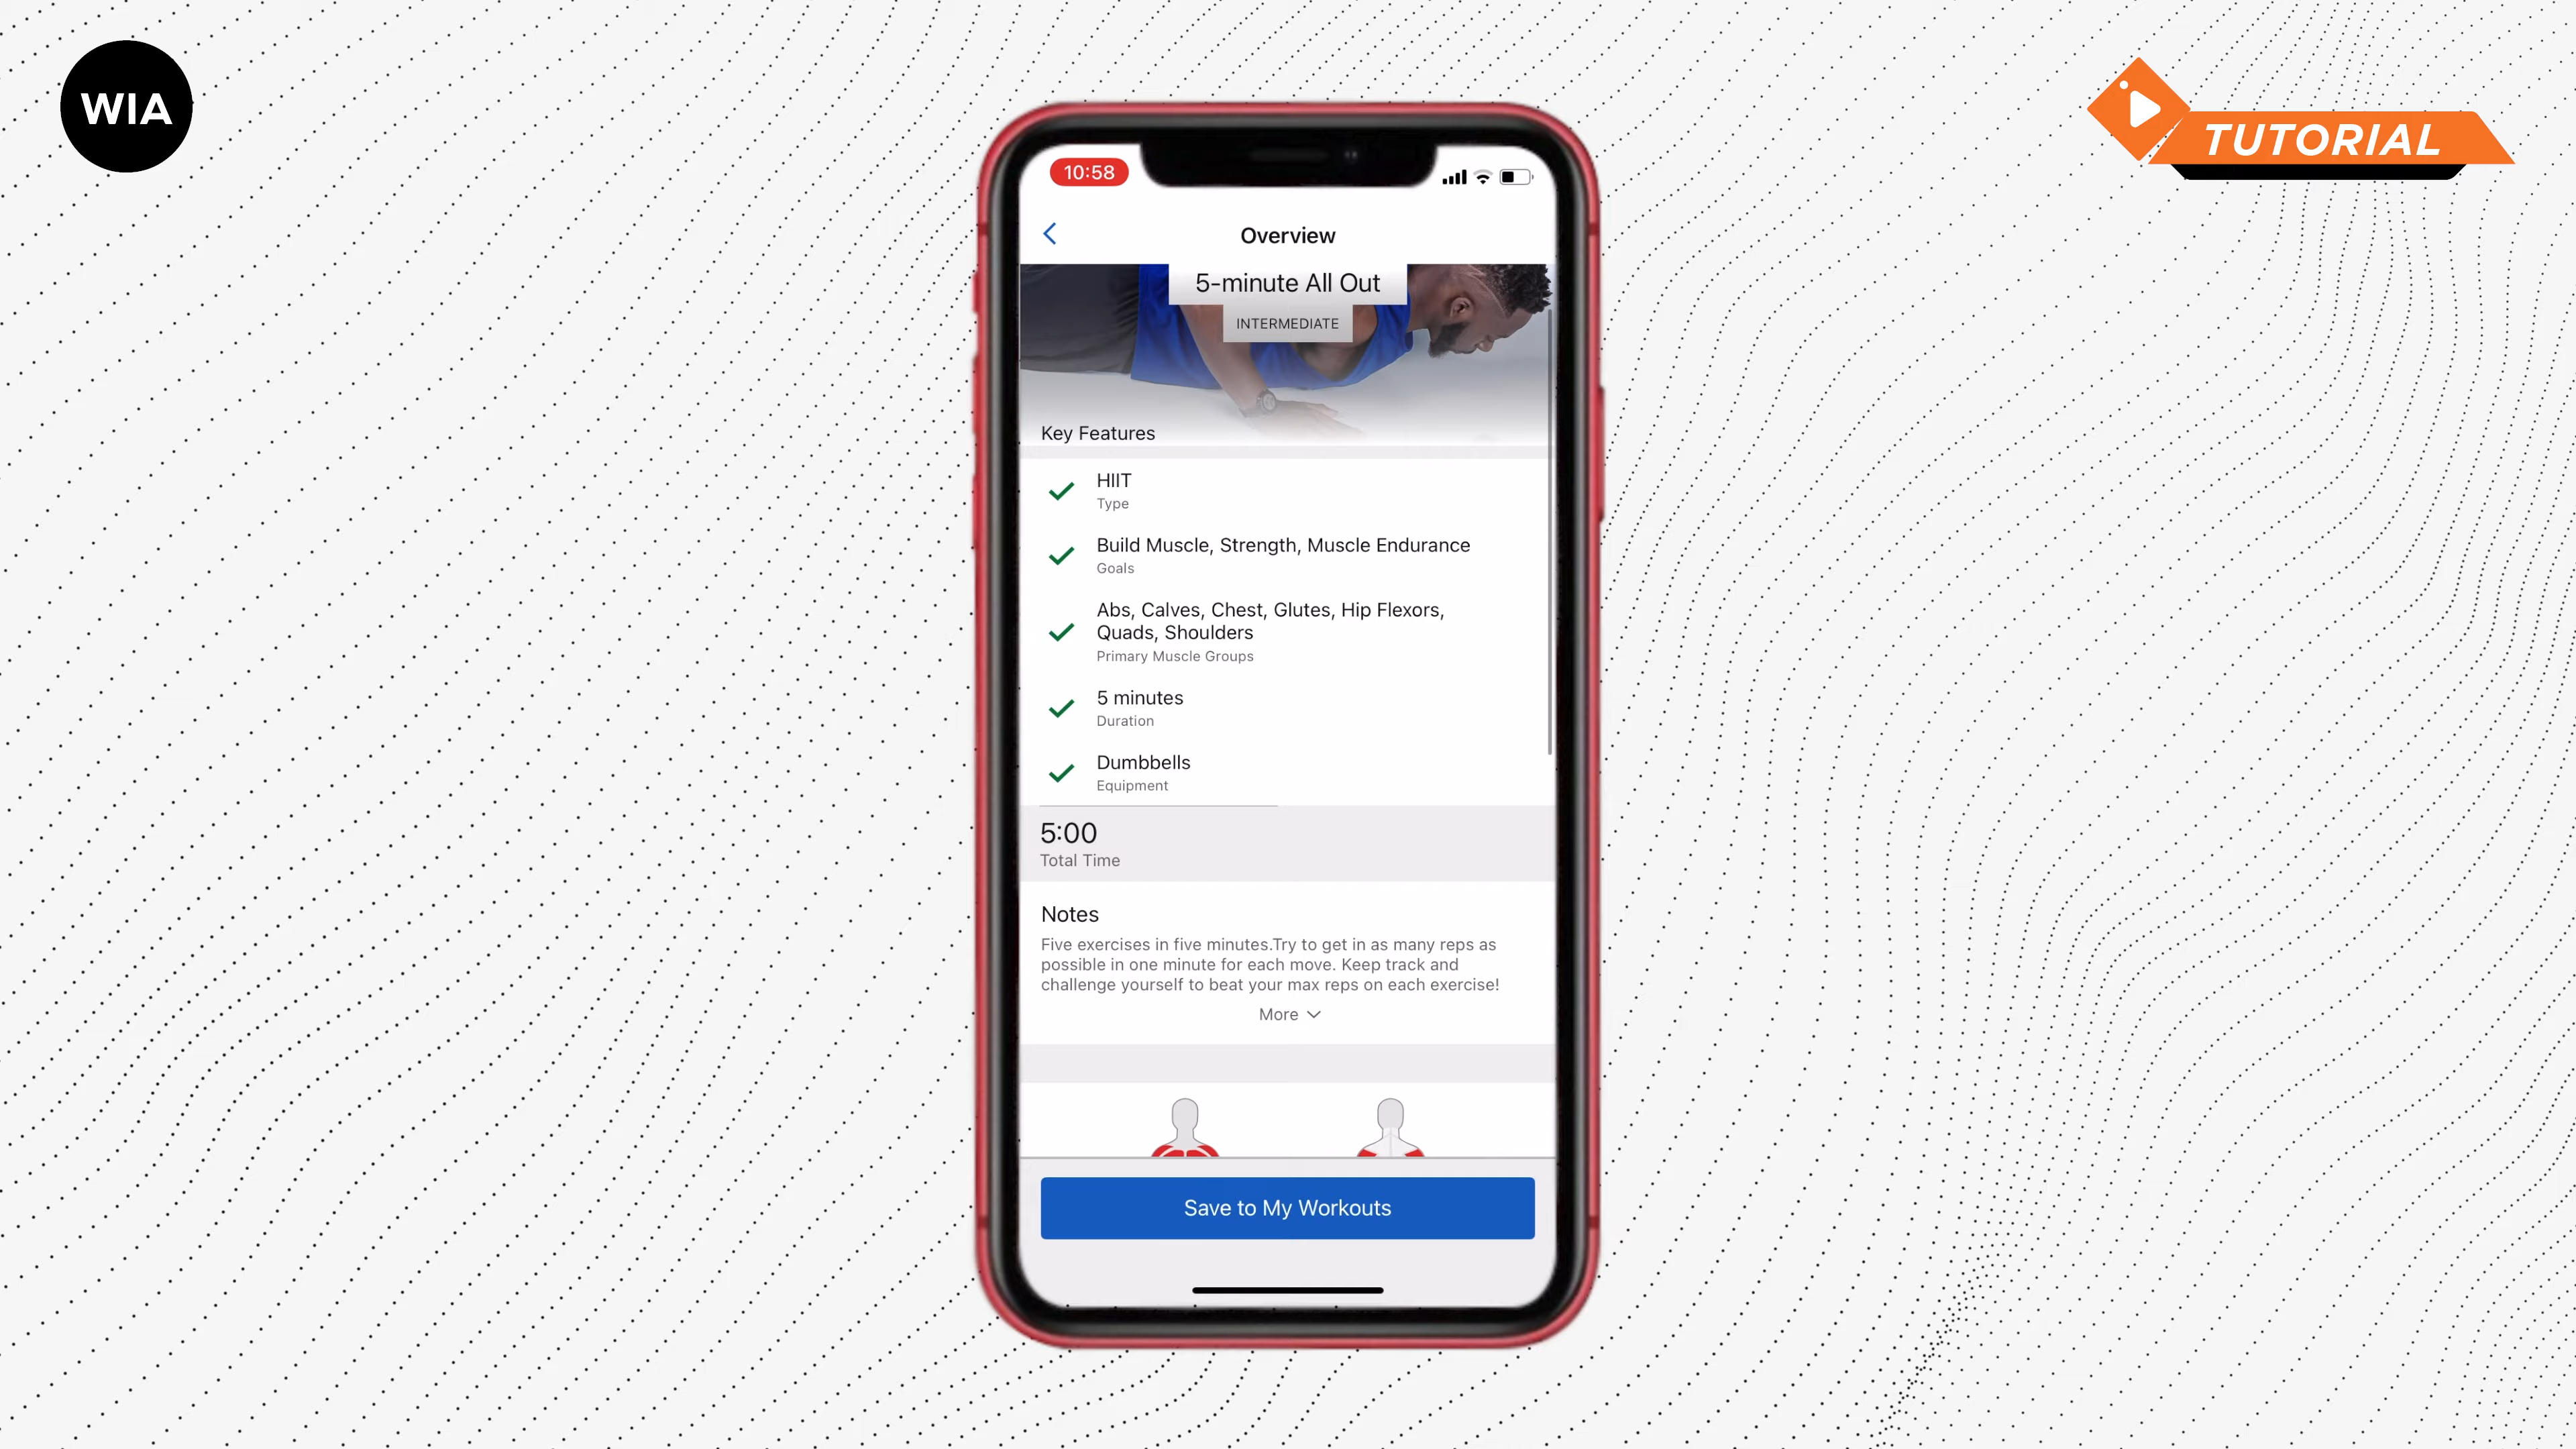 WIA
TUTORIAL
10:58
Overview
5-minute All Out
INTERMEDIATE
Key Features
HIIT
Type
Build Muscle, Strength, Muscle Endurance
Goals
Abs, Calves, Chest, Glutes, Hip Flexors,
Quads, Shoulders
Primary Muscle Groups
5 minutes
Duration
Dumbbells
Equipment
5:00
Total Time
Notes
Five exercises in five minutes.Try to get in as many reps as
possible in one minute for each move. Keep track and
challenge yourself to beat your max reps on each exercise!
More
Save to My Workouts